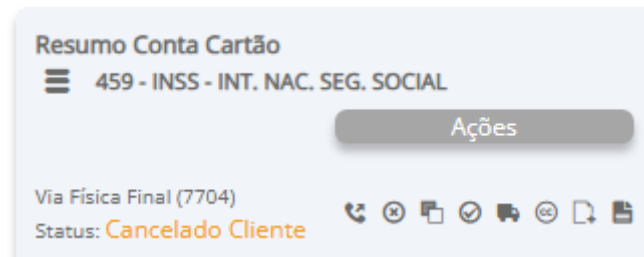 Resumo Conta Cartão
459 - INSS - INT. NAC. SEG. SOCIAL
Ações
Via Física Final (7704)
Status: Cancelado Cliente